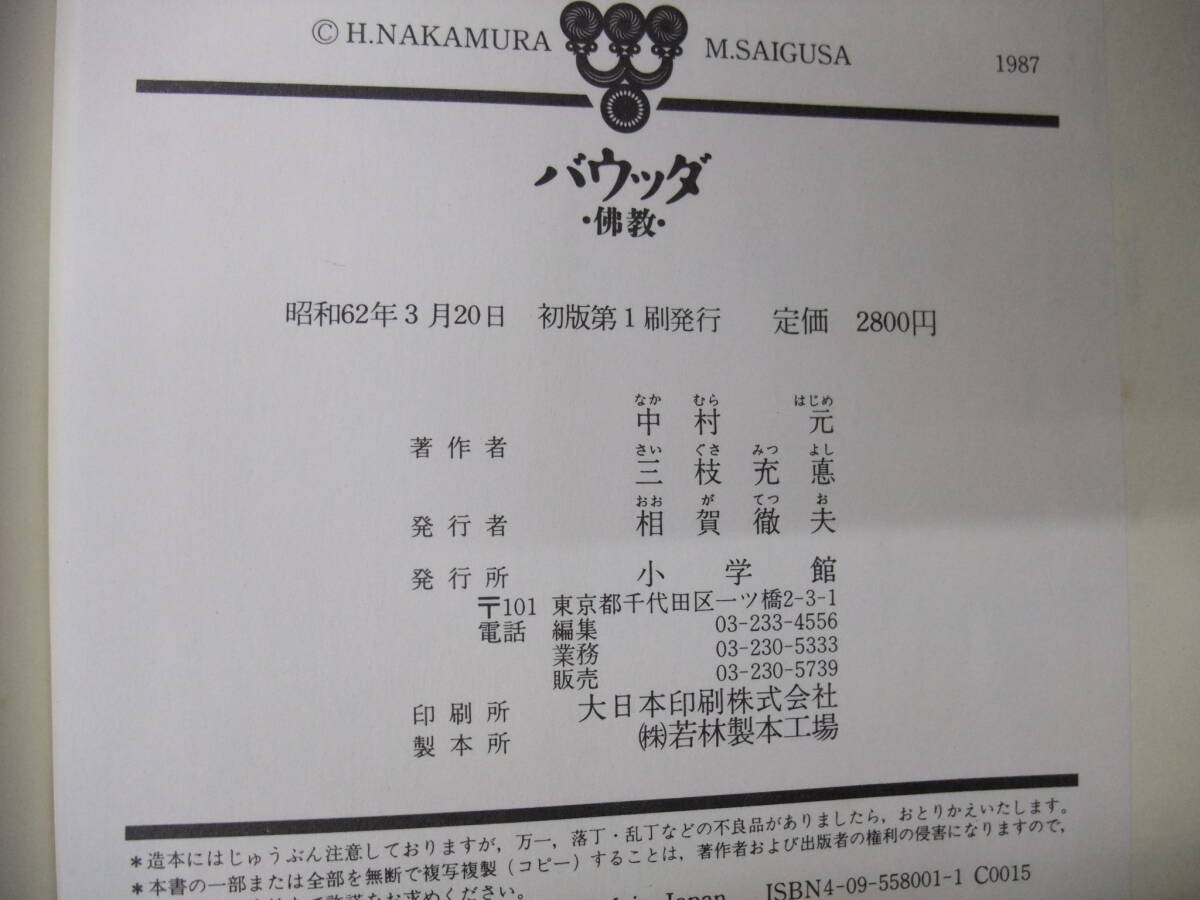 © H.NAKAMURA M.SAIGUSA 1987
バウッダ
・佛教・
昭和62年3月20日 初版第1刷発行 定価 2800円
なか むら はじめ
中村 元
著作者
さい ぐさ みつ よし
三枝充悳
おお が てつ お
発行者 相賀徹夫
発行所 小学館
〒101 東京都千代田区一ツ橋2-3-1
電話 編集 03-233-4556
業務 03-230-5333
販売 03-230-5739
印刷所 大日本印刷株式会社
製本所 ㈱若林製本工場
*造本にはじゅうぶん注意しておりますが,万一,落丁・乱丁などの不良品がありましたら,おとりかえいたします。
*本書の一部または全部を無断で複写複製(コピー)することは,著作者および出版者の権利の侵害になりますので,
許諾をお求めください。
Japan ISBN4-09-558001-1 C0015